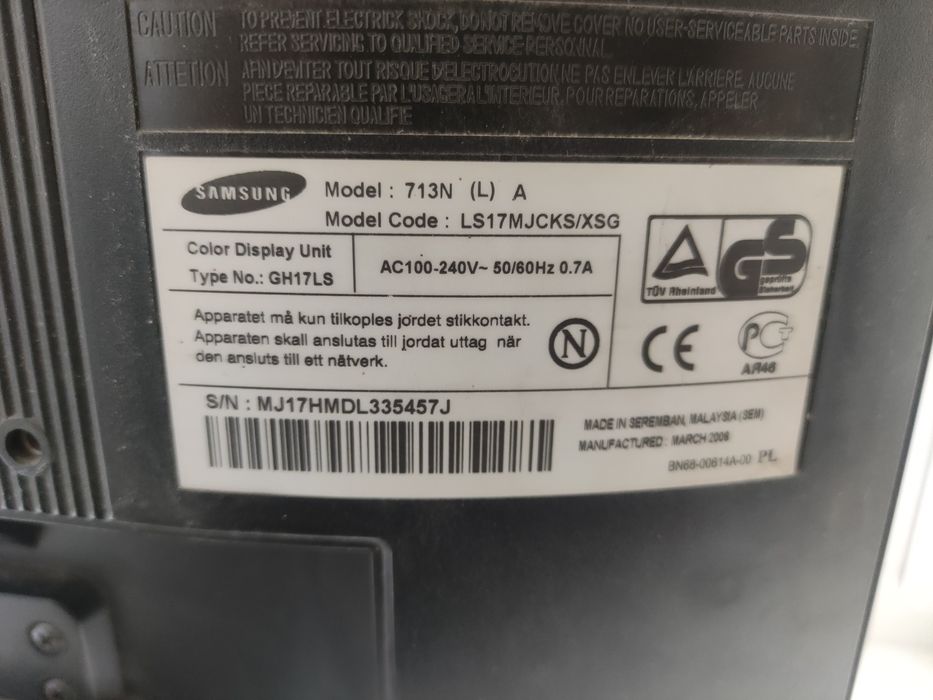 CAUTION TO PREVENT ELECTRICK SHOCK, DO NOT REMOVE COVER NO USER-SERVICEABLE PARTS INSIDE.
REFER SERVICING TO QUALIFIED SERVICE PERSONNAL.
ATTETION AFIN D'EVITER TOUT RISQUE D'ELECTROCUTION, NE PAS ENLEVER L'ARRIERE, AUCUNE
PIECE REPARABLE PAR L'USAGER A L'INTERIEUR. POUR REPARATIONS, APPELER
UN TECHNICIEN QUALIFIE
SAMSUNG
Model : 713N (L) A
Model Code : LS17MJCKS/XSG
Color Display Unit
Type No.: GH17LS
AC100-240V~ 50/60Hz 0.7A
TÜV Rheinland
GS
geprüfte
Sicherheit
Apparatet må kun tilkoples jordet stikkontakt.
Apparaten skall anslutas till jordat uttag när
den ansluts till ett nätverk.
N
CE
PCT
АЯ46
S/N : MJ17HMDL335457J
MADE IN SEREMBAN, MALAYSIA (SEM)
MANUFACTURED : MARCH 2006
BN68-00614A-00 PL